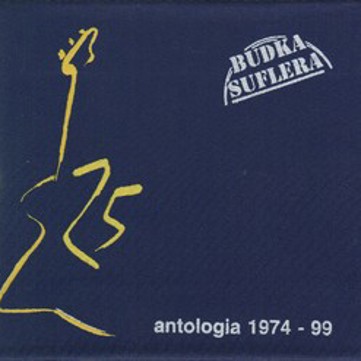 BUDKA
SUFLERA
25
antologia 1974 - 99